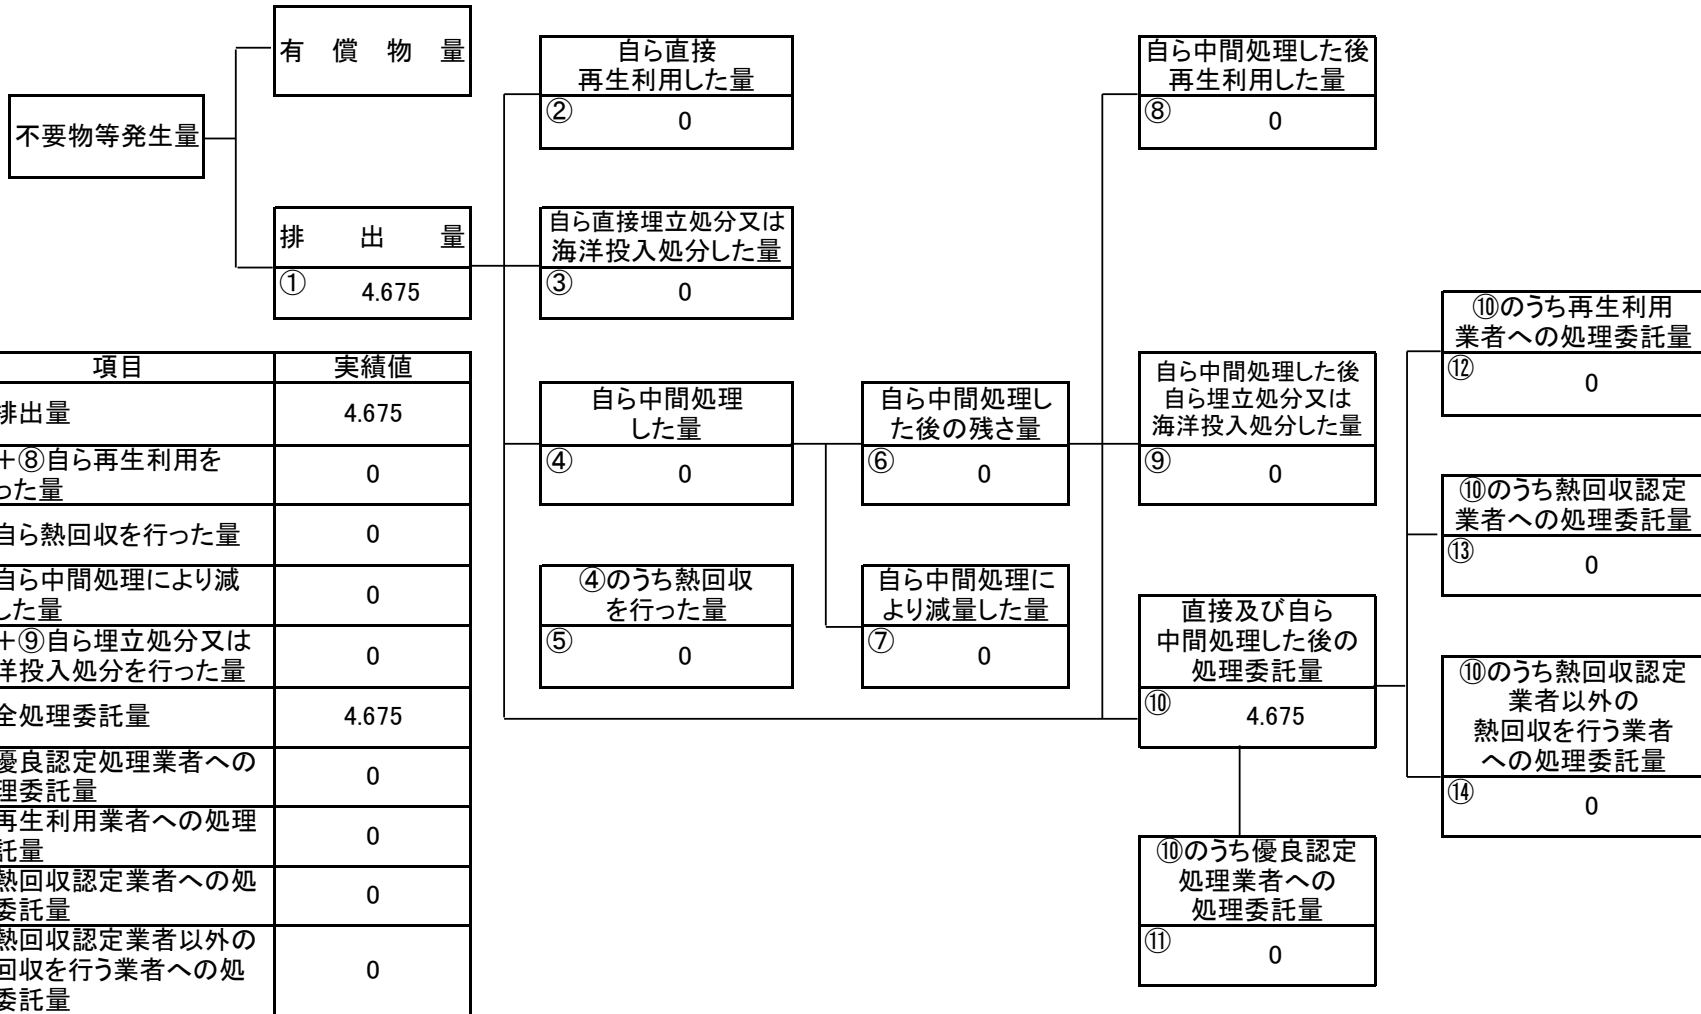 有　償　物　量
不要物等発生量
排　出　量
①
4.675
自ら直接
再生利用した量
②
0
自ら直接埋立処分又は
海洋投入処分した量
③
0
自ら中間処理
した量
④
0
④のうち熱回収
を行った量
⑤
0
自ら中間処理し
た後の残さ量
⑥
0
自ら中間処理に
より減量した量
⑦
0
自ら中間処理した後
再生利用した量
⑧
0
自ら中間処理した後
自ら埋立処分又は
海洋投入処分した量
⑨
0
直接及び自ら
中間処理した後の
処理委託量
⑩
4.675
⑩のうち優良認定
処理業者への
処理委託量
⑪
0
⑩のうち再生利用
業者への処理委託量
⑫
0
⑩のうち熱回収認定
業者への処理委託量
⑬
0
⑩のうち熱回収認定
業者以外の
熱回収を行う業者
への処理委託量
⑭
0
項目
実績値
排出量
4.675
＋⑧自ら再生利用を
った量
0
自ら熱回収を行った量
0
自ら中間処理により減
した量
0
＋⑨自ら埋立処分又は
洋投入処分を行った量
0
全処理委託量
4.675
優良認定処理業者への
理委託量
0
再生利用業者への処理
託量
0
熱回収認定業者への処
委託量
0
熱回収認定業者以外の
回収を行う業者への処
委託量
0